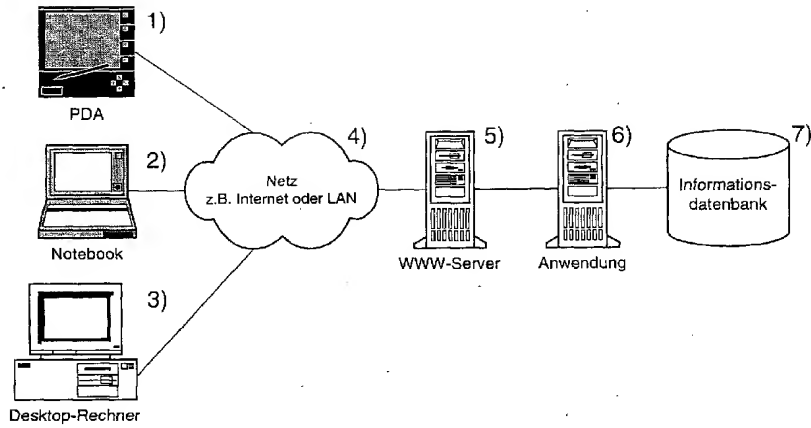 1)
PDA
2)
Notebook
3)
Desktop-Rechner
4)
Netz
z.B. Internet oder LAN
5)
WWW-Server
6)
Anwendung
7)
Informations-
datenbank